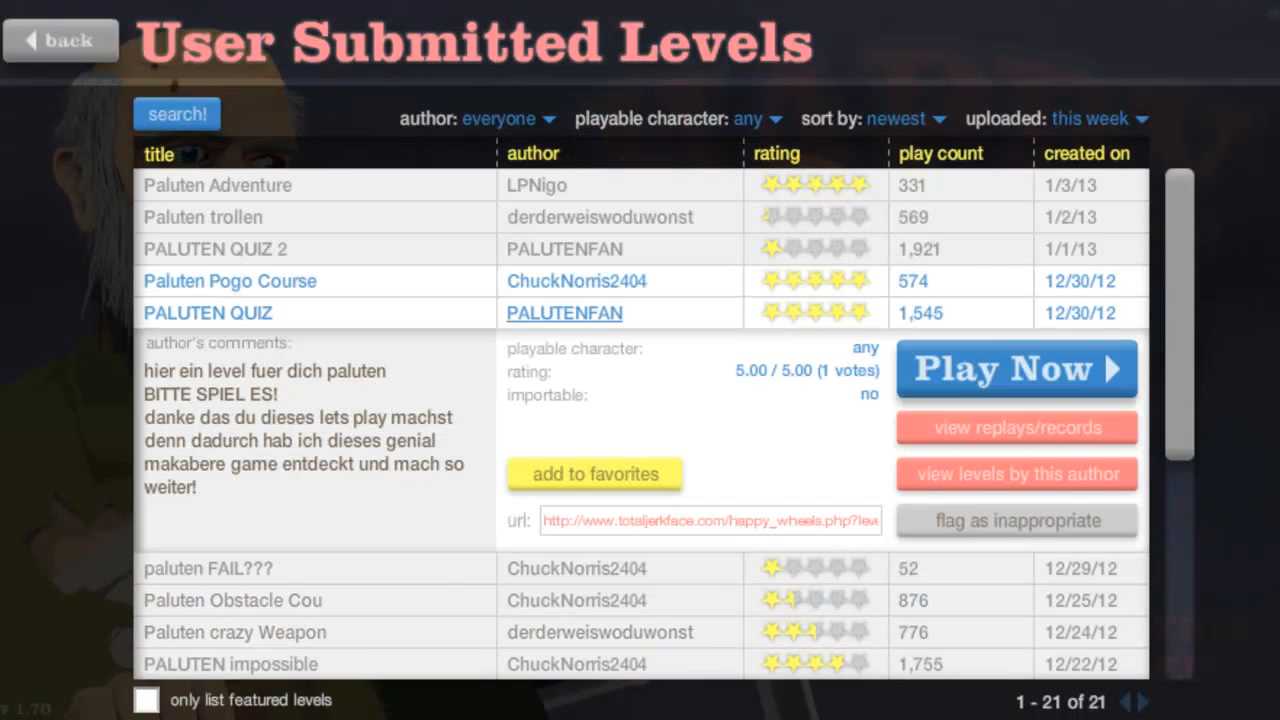 back
User Submitted Levels
search!
author: everyone playable character: any sort by: newest uploaded: this week
title author rating play count created on
Paluten Adventure LPNigo 331 1/3/13
Paluten trollen derderweiswoduwonst 569 1/2/13
PALUTEN QUIZ 2 PALUTENFAN 1,921 1/1/13
Paluten Pogo Course ChuckNorris2404 574 12/30/12
PALUTEN QUIZ PALUTENFAN 1,545 12/30/12
author's comments:
hier ein level fuer dich paluten
BITTE SPIEL ES!
danke das du dieses lets play machst
denn dadurch hab ich dieses genial
makabere game entdeckt und mach so
weiter!
playable character: any
rating: 5.00 / 5.00 (1 votes)
importable: no
add to favorites
url: http://www.totaljerkface.com/happy_wheels.php?leve
Play Now
view replays/records
view levels by this author
flag as inappropriate
paluten FAIL??? ChuckNorris2404 52 12/29/12
Paluten Obstacle Cou ChuckNorris2404 876 12/25/12
Paluten crazy Weapon derderweiswoduwonst 776 12/24/12
PALUTEN impossible ChuckNorris2404 1,755 12/22/12
only list featured levels
1 - 21 of 21
v 1.70